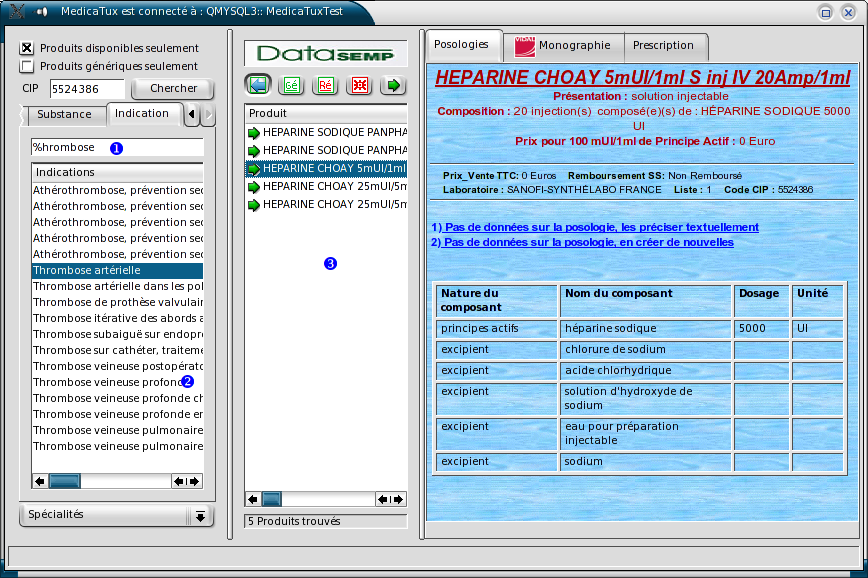 MedicaTux est connecté à : QMYSQL3:: MedicaTuxTest
Produits disponibles seulement
Produits génériques seulement
CIP 5524386 Chercher
Substance Indication
%hrombose 1
Indications
Athérothrombose, prévention sec
Athérothrombose, prévention sec
Athérothrombose, prévention sec
Athérothrombose, prévention sec
Athérothrombose, prévention sec
Thrombose artérielle
Thrombose artérielle dans les pol
Thrombose de prothèse valvulair
Thrombose itérative des abords a
Thrombose subaiguë sur endopr
Thrombose sur cathéter, traiteme
Thrombose veineuse postopérato
Thrombose veineuse profond 2
Thrombose veineuse profonde ch
Thrombose veineuse profonde en
Thrombose veineuse pulmonaire
Thrombose veineuse pulmonaire
Spécialités
DataSEMP
Gé Ré
Produit
HEPARINE SODIQUE PANPHA
HEPARINE SODIQUE PANPHA
HEPARINE CHOAY 5mUI/1ml
HEPARINE CHOAY 25mUI/5m
HEPARINE CHOAY 25mUI/5m
3
5 Produits trouvés
Posologies VIDAL Monographie Prescription
HEPARINE CHOAY 5mUI/1ml S inj IV 20Amp/1ml
Présentation : solution injectable
Composition : 20 injection(s) composé(e)(s) de : HÉPARINE SODIQUE 5000
UI
Prix pour 100 mUI/1ml de Principe Actif : 0 Euro
Prix_Vente TTC: 0 Euros Remboursement SS: Non Remboursé
Laboratoire : SANOFI-SYNTHÉLABO FRANCE Liste : 1 Code CIP : 5524386
1) Pas de données sur la posologie, les préciser textuellement
2) Pas de données sur la posologie, en créer de nouvelles
Nature du composant Nom du composant Dosage Unité
principes actifs héparine sodique 5000 UI
excipient chlorure de sodium
excipient acide chlorhydrique
excipient solution d'hydroxyde de
sodium
excipient eau pour préparation
injectable
excipient sodium